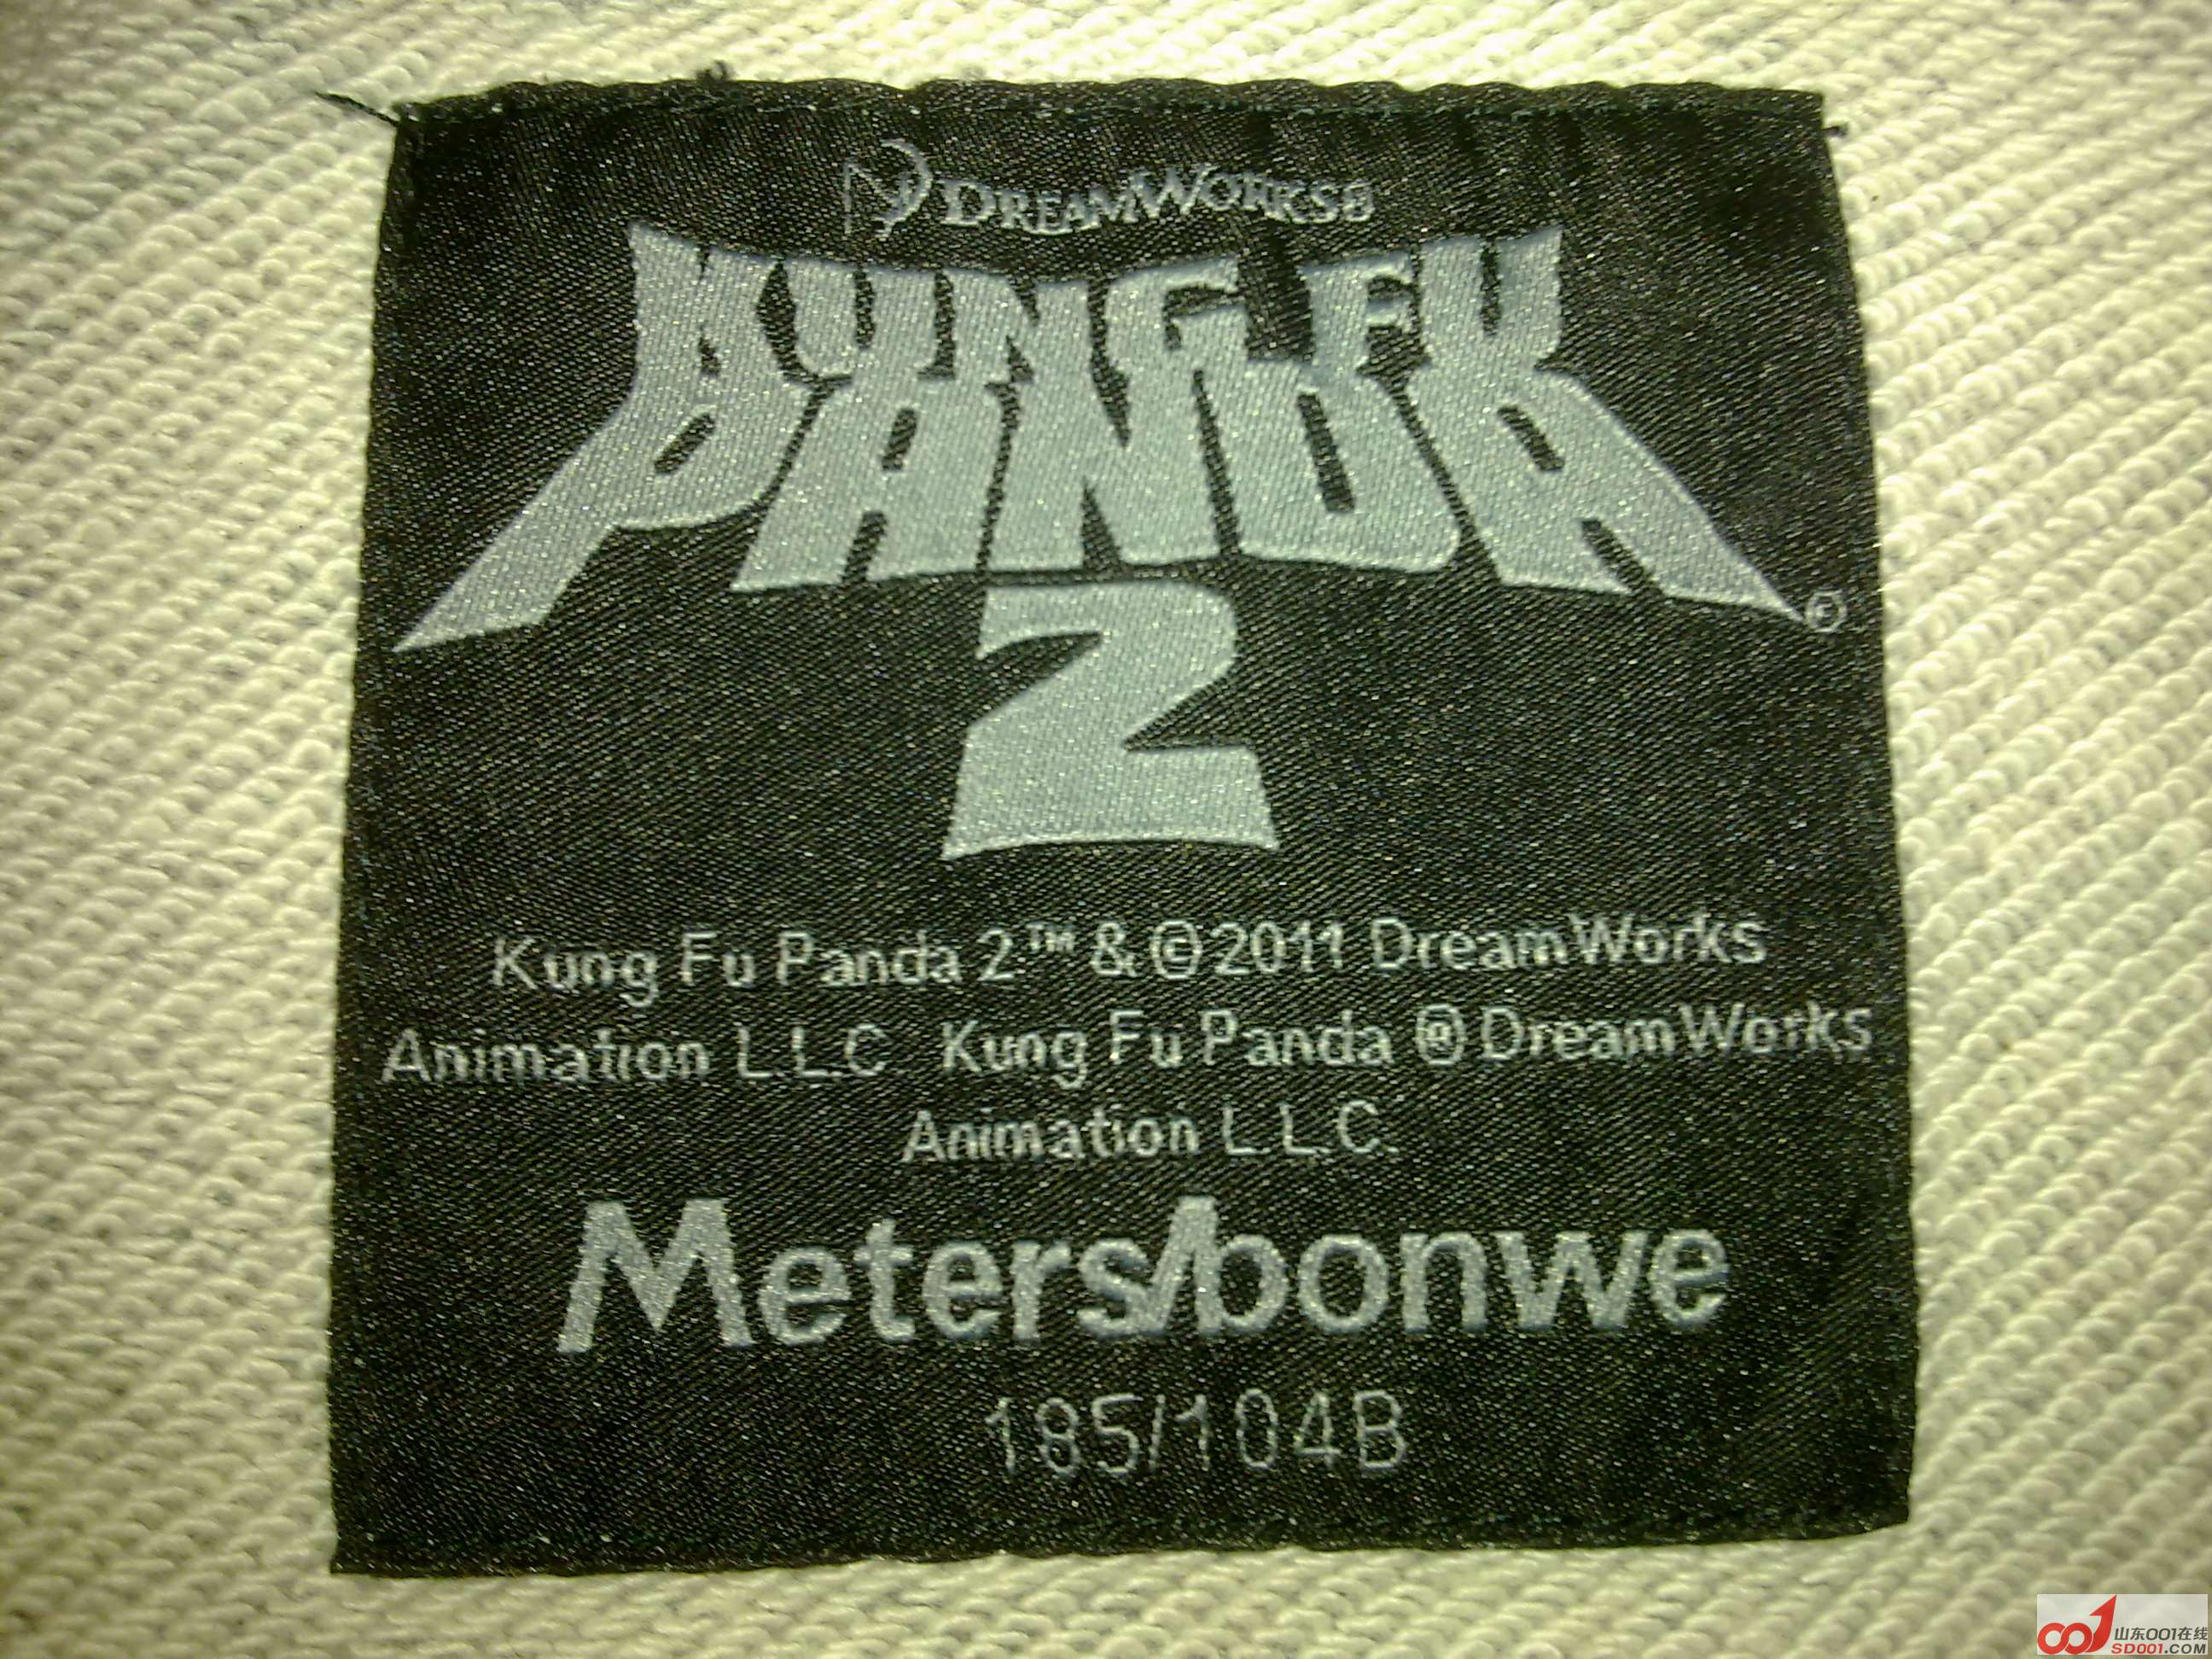 DREAMWORKS®
KUNG FU
PANDA
2
©
Kung Fu Panda 2™ & © 2011 DreamWorks
Animation L.L.C Kung Fu Panda ® DreamWorks
Animation L.L.C.
Meters/bonwe
185/104B
001 山东001在线
SD001.COM